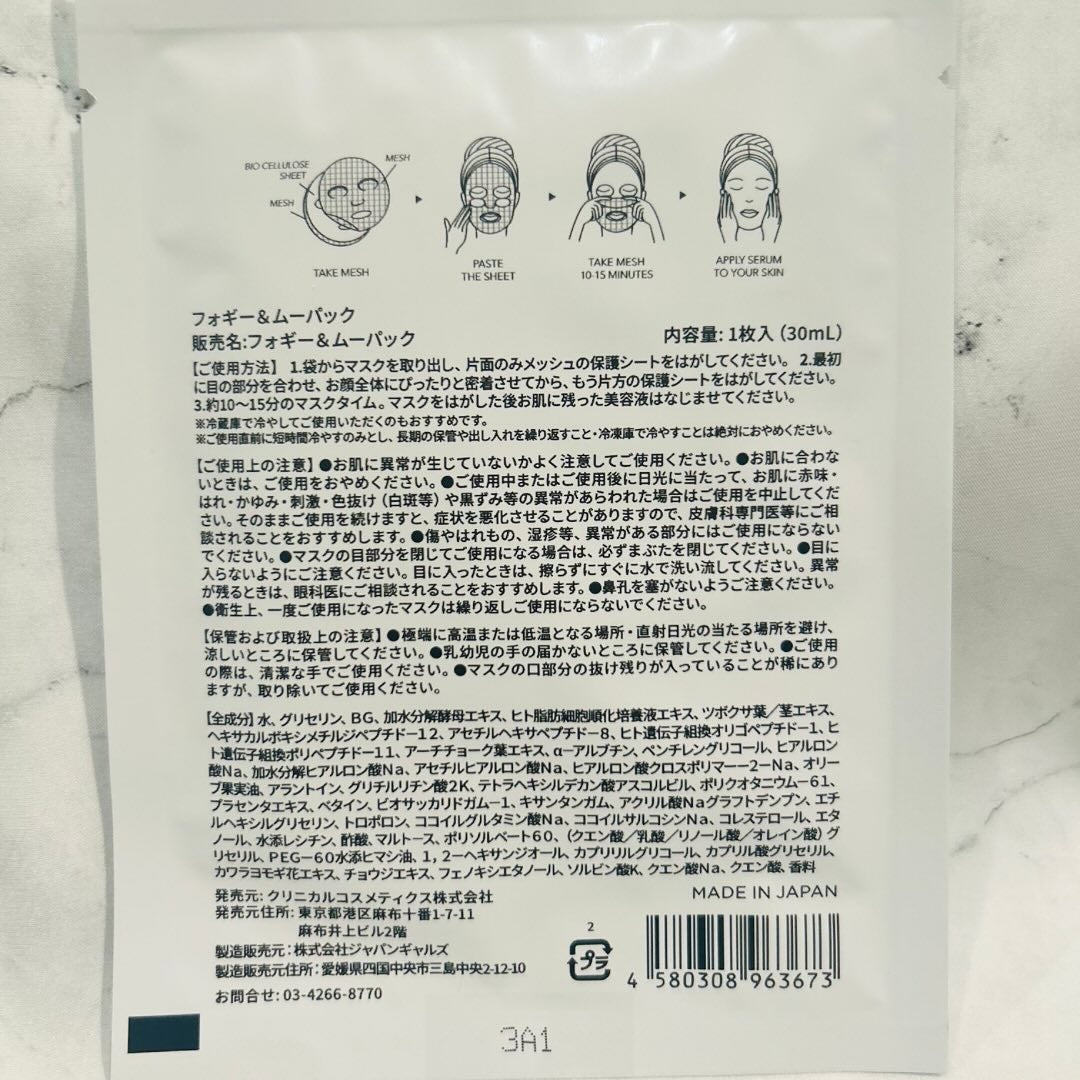 BIO CELLULOSE
SHEET
MESH
MESH
TAKE MESH
PASTE
THE SHEET
TAKE MESH
10-15 MINUTES
APPLY SERUM
TO YOUR SKIN
フォギー＆ムーパック
販売名:フォギー＆ムーパック
内容量: 1枚入（30mL）
【ご使用方法】 1.袋からマスクを取り出し、片面のみメッシュの保護シートをはがしてください。 2.最初
に目の部分を合わせ、お顔全体にぴったりと密着させてから、もう片方の保護シートをはがしてください。
3.約10〜15分のマスクタイム。マスクをはがした後お肌に残った美容液はなじませてください。
※冷蔵庫で冷やしてご使用いただくのもおすすめです。
※ご使用直前に短時間冷やすのみとし、長期の保管や出し入れを繰り返すこと・冷凍庫で冷やすことは絶対におやめください。
【ご使用上の注意】●お肌に異常が生じていないかよく注意してご使用ください。●お肌に合わな
いときは、ご使用をおやめください。●ご使用中またはご使用後に日光に当たって、お肌に赤味・
はれ・かゆみ・刺激・色抜け（白斑等）や黒ずみ等の異常があらわれた場合はご使用を中止してくだ
さい。そのままご使用を続けますと、症状を悪化させることがありますので、皮膚科専門医等にご相
談されることをおすすめします。●傷やはれもの、湿疹等、異常がある部分にはご使用にならない
でください。●マスクの目部分を閉じてご使用になる場合は、必ずまぶたを閉じてください。●目に
入らないようにご注意ください。目に入ったときは、擦らずにすぐに水で洗い流してください。異常
が残るときは、眼科医にご相談されることをおすすめします。●鼻孔を塞がないようご注意ください。
●衛生上、一度ご使用になったマスクは繰り返しご使用にならないでください。
【保管および取扱上の注意】●極端に高温または低温となる場所・直射日光の当たる場所を避け、
涼しいところに保管してください。●乳幼児の手の届かないところに保管してください。●ご使用
の際は、清潔な手でご使用ください。●マスクの口部分の抜け残りが入っていることが稀にあり
ますが、取り除いてご使用ください。
【全成分】水、グリセリン、BG、加水分解酵母エキス、ヒト脂肪細胞順化培養液エキス、ツボクサ葉／茎エキス、
ヘキサカルボキシメチルジペプチドー12、アセチルヘキサペプチドー8、ヒト遺伝子組換オリゴペプチドー1、ヒ
ト遺伝子組換ポリペプチドー11、アーチチョーク葉エキス、α-アルブチン、ペンチレングリコール、ヒアルロン
酸Na、加水分解ヒアルロン酸Na、アセチルヒアルロン酸Na、ヒアルロン酸クロスポリマー2-Na、オリー
ブ果実油、アラントイン、グリチルリチン酸2K、テトラヘキシルデカン酸アスコルビル、ポリクオタニウム-61、
プラセンタエキス、ベタイン、ビオサッカリドガム-1、キサンタンガム、アクリル酸Naグラフトデンプン、エチ
ルヘキシルグリセリン、トロポロン、ココイルグルタミン酸Na、ココイルサルコシンNa、コレステロール、エタ
ノール、水添レシチン、酢酸、マルトース、ポリソルベート60、（クエン酸／乳酸／リノール酸／オレイン酸）グ
リセリル、PEG-60水添ヒマシ油、1，2-ヘキサンジオール、カプリリルグリコール、カプリル酸グリセリル、
カワラヨモギ花エキス、チョウジエキス、フェノキシエタノール、ソルビン酸K、クエン酸Na、クエン酸、香料
発売元: クリニカルコスメティクス株式会社
発売元住所: 東京都港区麻布十番1-7-11
麻布井上ビル2階
製造販売元: 株式会社ジャパンギャルズ
製造販売元住所: 愛媛県四国中央市三島中央2-12-10
お問合せ: 03-4266-8770
MADE IN JAPAN
2
プラ
4 580308 963673
3A1